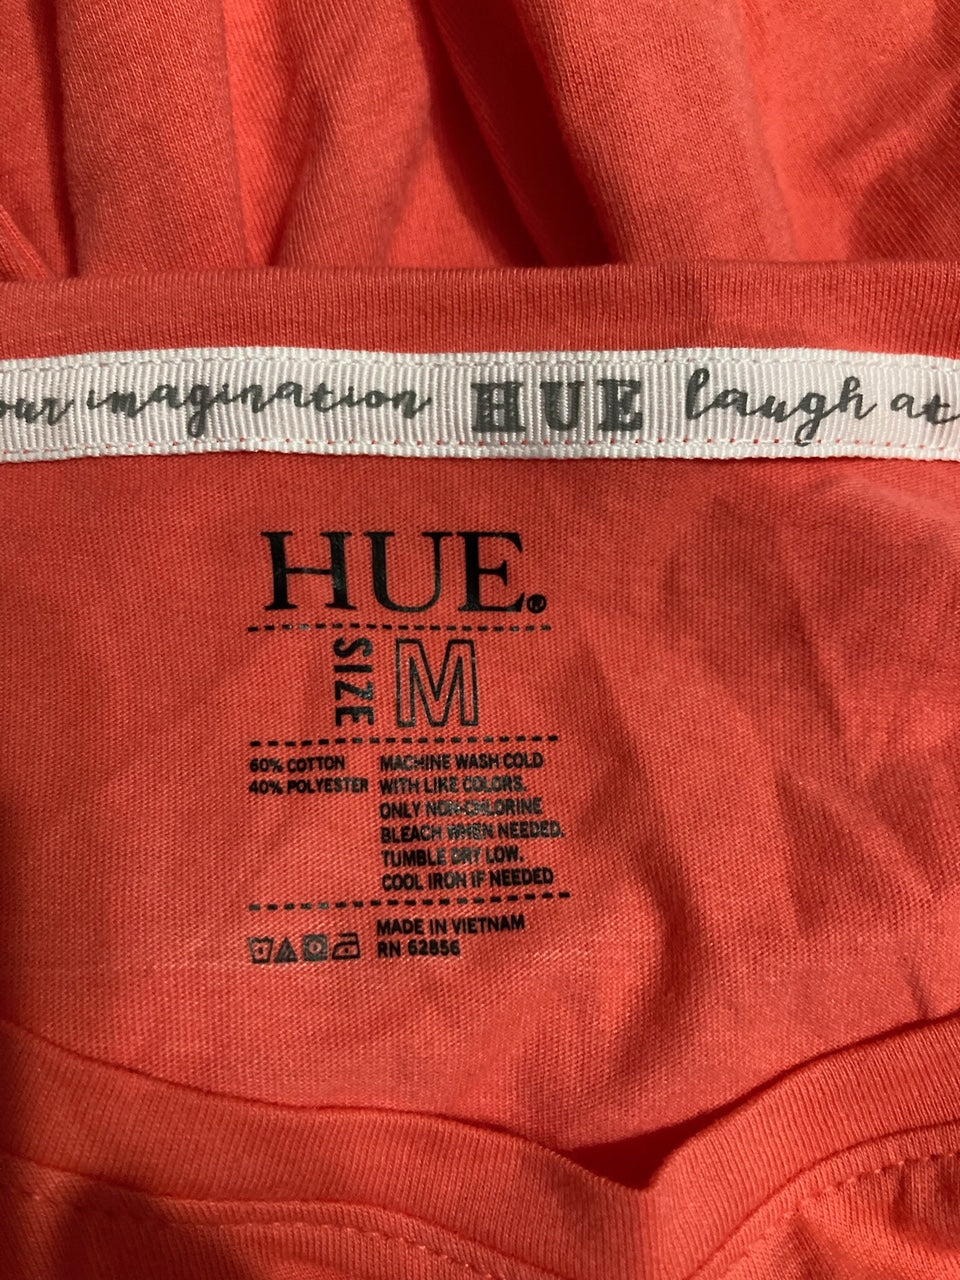 our imagination HUE laugh at
HUE.®
SIZE M
60% COTTON
40% POLYESTER
MACHINE WASH COLD
WITH LIKE COLORS.
ONLY NON-CHLORINE
BLEACH WHEN NEEDED.
TUMBLE DRY LOW.
COOL IRON IF NEEDED
MADE IN VIETNAM
RN 62856